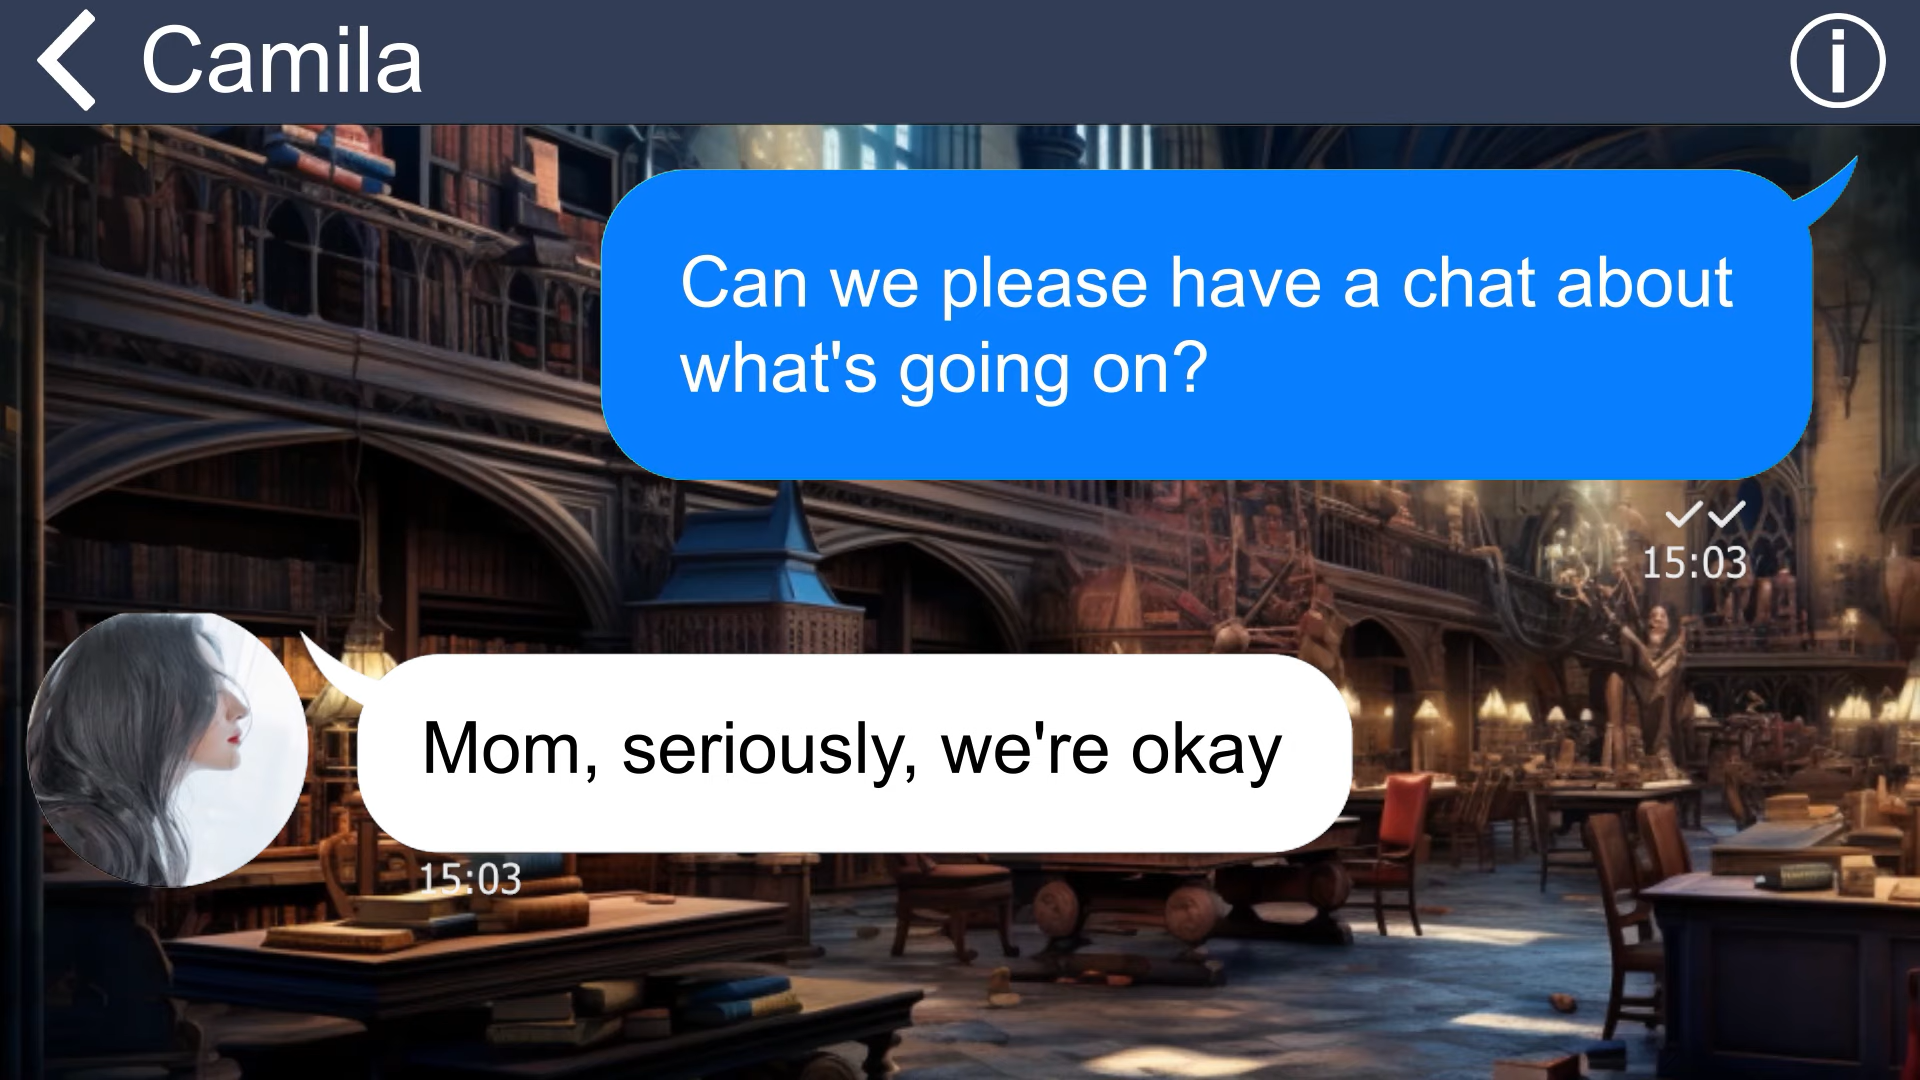 Camila
Can we please have a chat about
what's going on?
15:03
Mom, seriously, we're okay
15:03